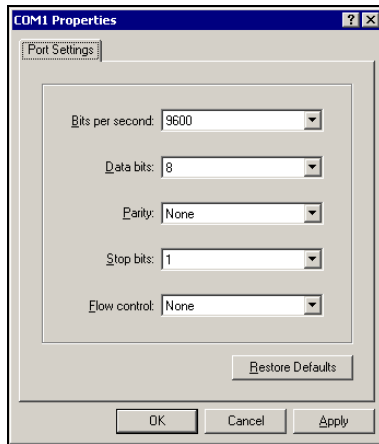 COM1 Properties
Port Settings
Bits per second: 9600
Data bits: 8
Parity: None
Stop bits: 1
Flow control: None
Restore Defaults
OK Cancel Apply